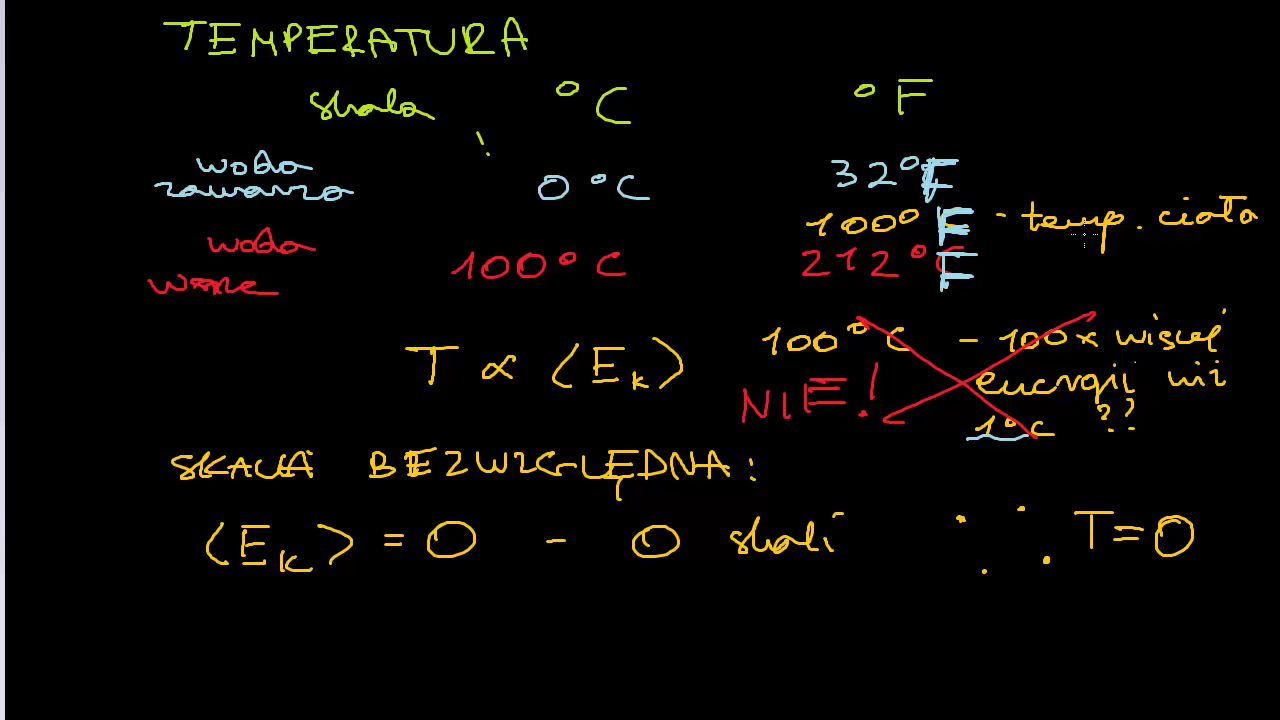 TEMPERATURA
skala °C °F
woda zamarza 0°C 32°F
100°F - temp. ciała
woda wrze 100°C 212°F
T ∝ ⟨Ek⟩
100°C - 100x więcej
energii niż
NIE! 1°C ??
SKALA BEZWZGLĘDNA:
⟨Ek⟩ = 0 - 0 skali T=0